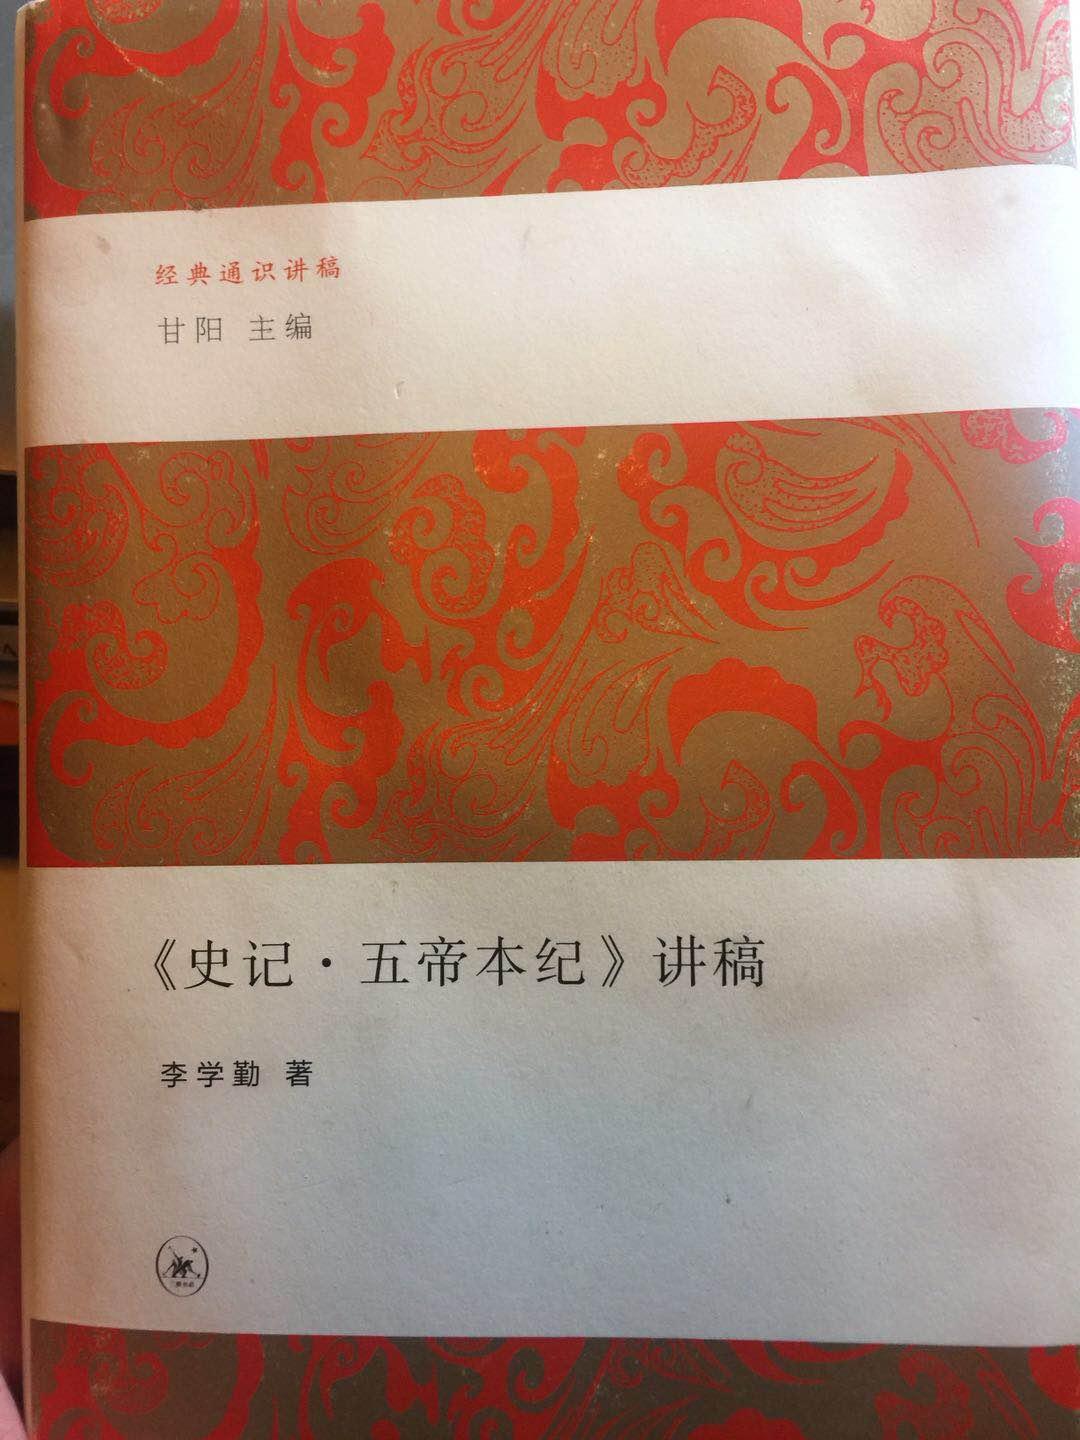 经典通识讲稿
甘阳 主编
《史记·五帝本纪》讲稿
李学勤 著